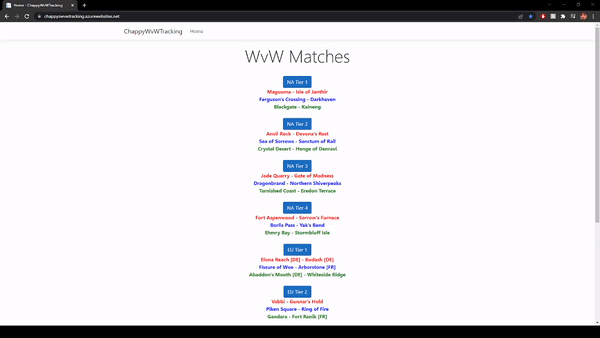 Home - ChappyWvWTracking
chappywvwtracking.azurewebsites.net
ChappyWvWTracking Home
WvW Matches
NA Tier 1
Maguuma - Isle of Janthir
Ferguson's Crossing - Darkhaven
Blackgate - Kaineng
NA Tier 2
Anvil Rock - Devona's Rest
Sea of Sorrows - Sanctum of Rall
Crystal Desert - Henge of Denravi
NA Tier 3
Jade Quarry - Gate of Madness
Dragonbrand - Northern Shiverpeaks
Tarnished Coast - Eredon Terrace
NA Tier 4
Fort Aspenwood - Sorrow's Furnace
Borlis Pass - Yak's Bend
Ehmry Bay - Stormbluff Isle
EU Tier 1
Elona Reach [DE] - Kodash [DE]
Fissure of Woe - Arborstone [FR]
Abaddon's Mouth [DE] - Whiteside Ridge
EU Tier 2
Vabbi - Gunnar's Hold
Piken Square - Ring of Fire
Gandara - Fort Ranik [FR]